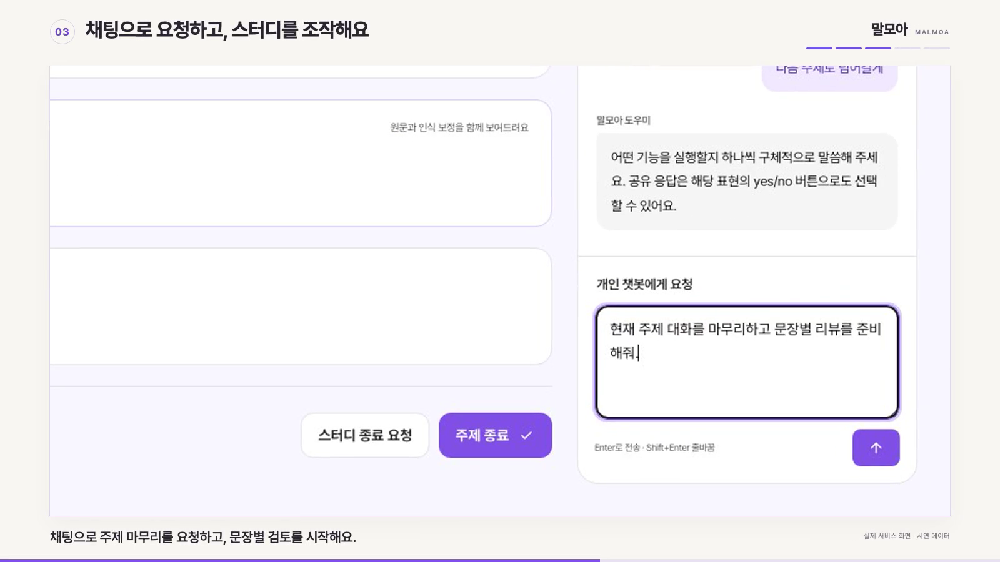 03
채팅으로 요청하고, 스터디를 조작해요
말모아 MALMOA
다음 주제로 넘어갈게
원문과 인식 보정을 함께 보여드려요
말모아 도우미
어떤 기능을 실행할지 하나씩 구체적으로 말씀해 주세
요. 공유 응답은 해당 표현의 yes/no 버튼으로도 선택
할 수 있어요.
개인 챗봇에게 요청
현재 주제 대화를 마무리하고 문장별 리뷰를 준비
해줘.
스터디 종료 요청
주제 종료
Enter로 전송 · Shift+Enter 줄바꿈
채팅으로 주제 마무리를 요청하고, 문장별 검토를 시작해요.
실제 서비스 화면 · 시연 데이터